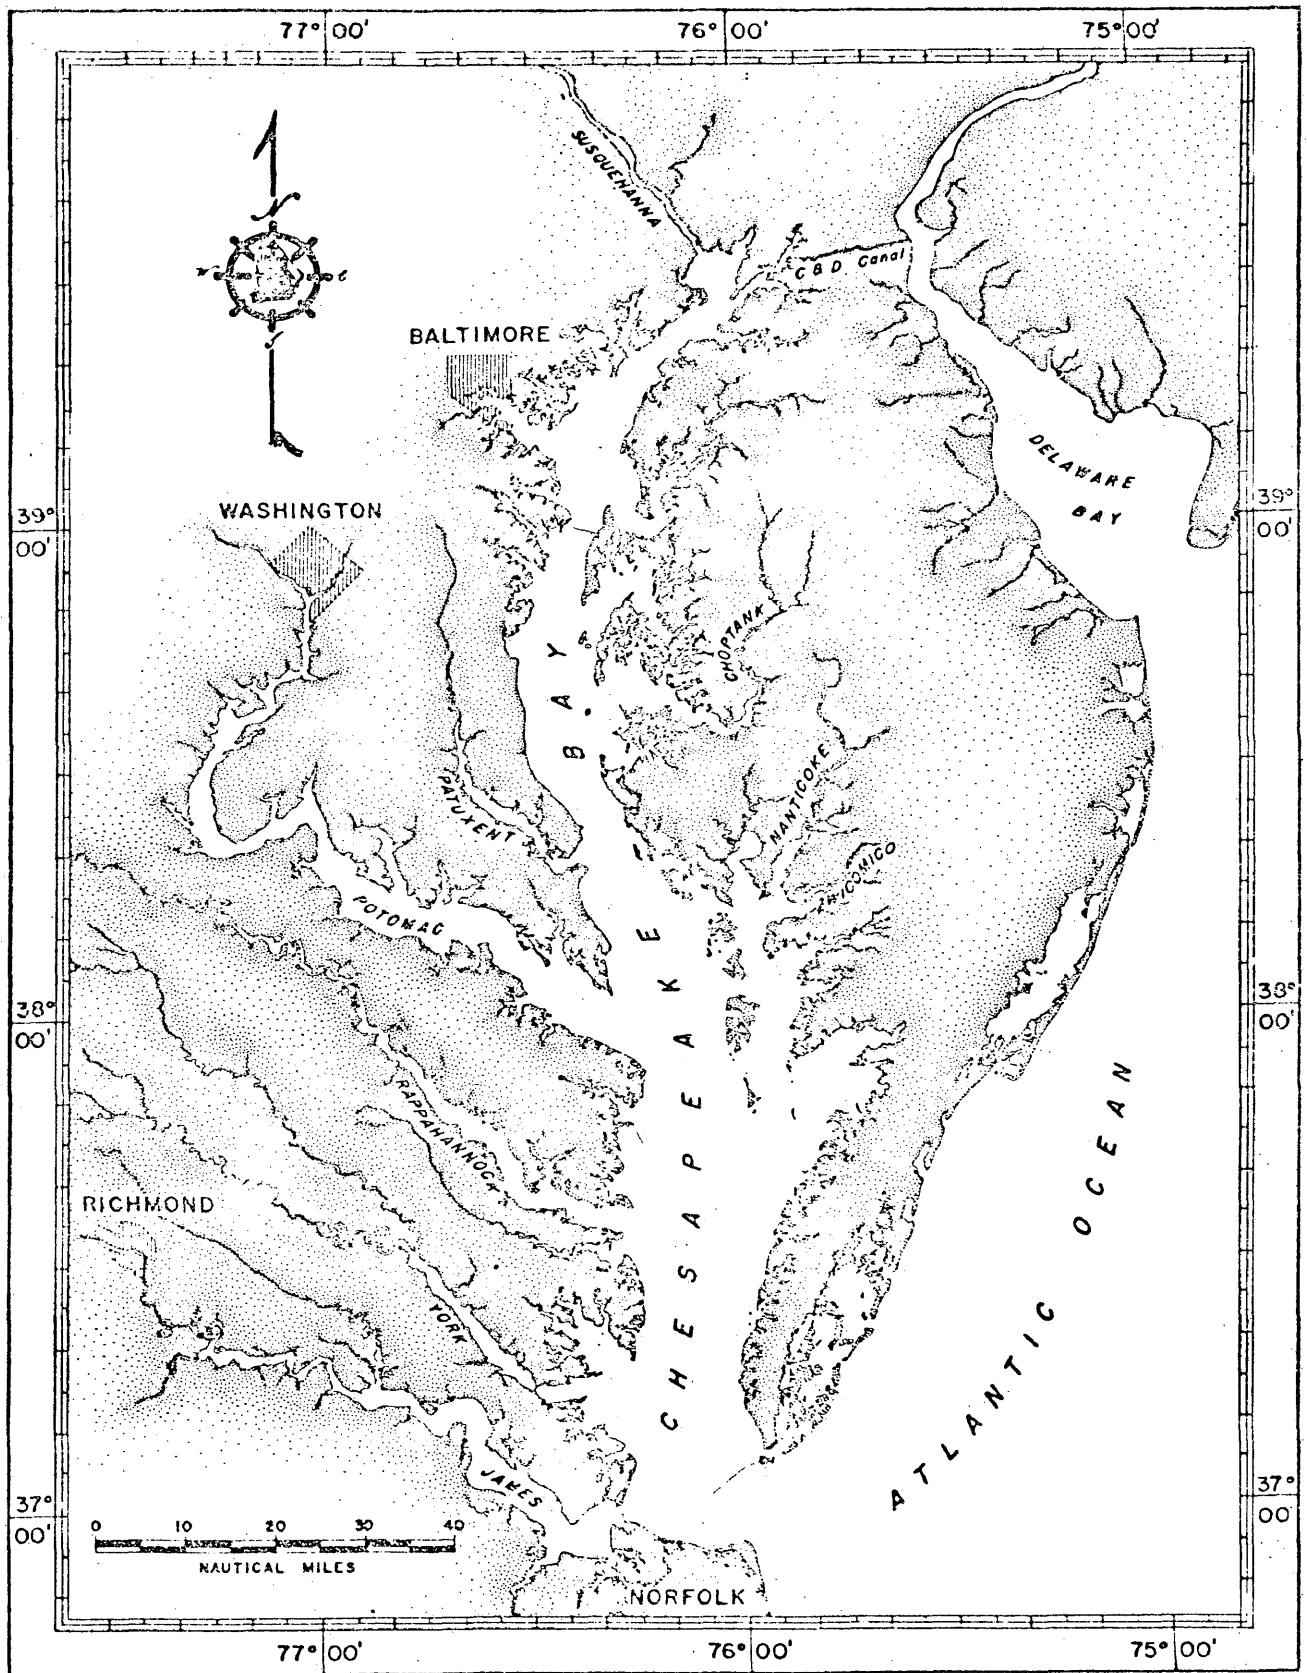 77°00' 76°00' 75°00'
N
SUSQUEHANNA
C & D Canal
W E
S
BALTIMORE
DELAWARE
BAY
39°
00'
WASHINGTON
39°
00'
CHOPTANK
NANTICOKE
PATUXENT
WICOMICO
POTOMAC
CHESAPEAKE BAY
38°
00'
38°
00'
RAPPAHANNOCK
RICHMOND
ATLANTIC OCEAN
YORK
JAMES
37°
00'
37°
00'
0 10 20 30 40
NAUTICAL MILES
NORFOLK
77°00' 76°00' 75°00'